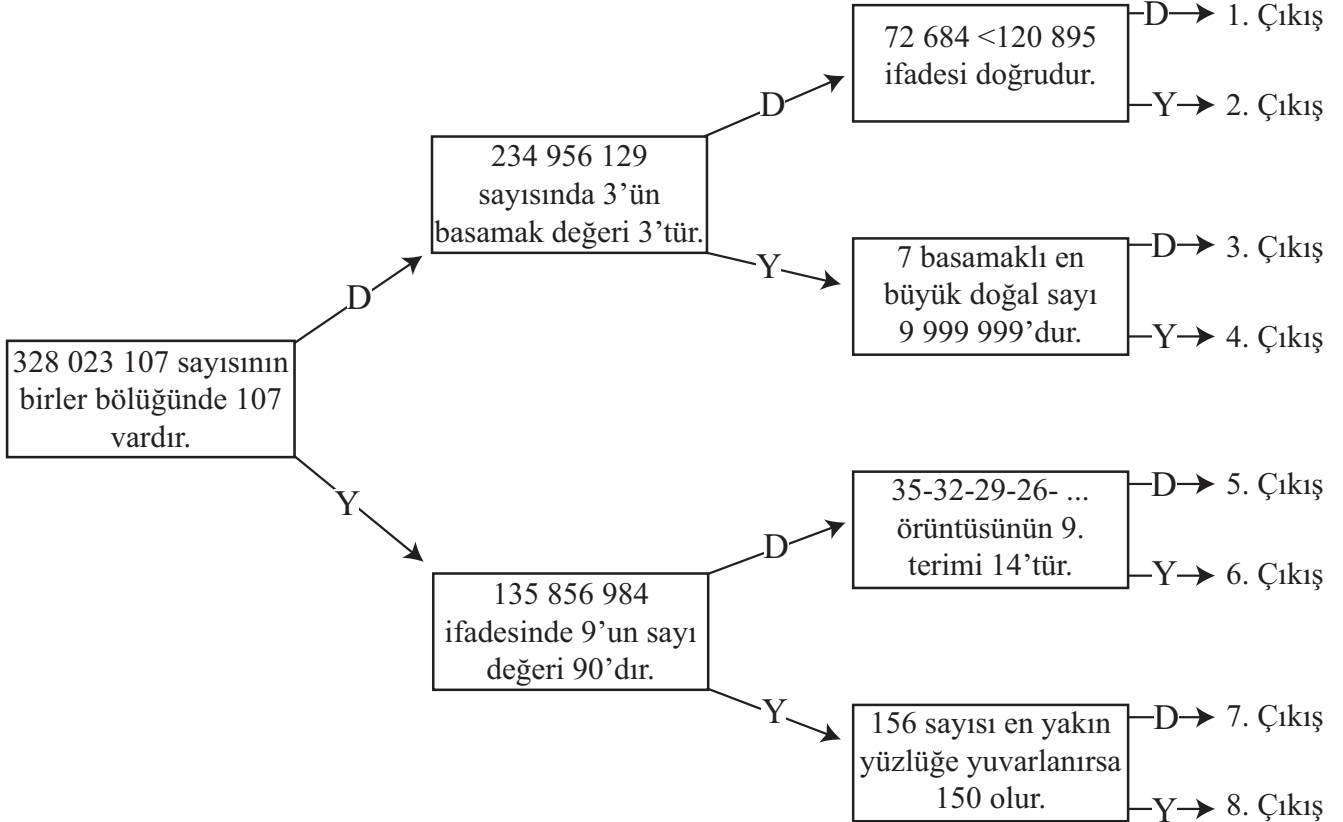 328 023 107 sayısının
birler bölüğünde 107
vardır.
D
Y
234 956 129
sayısında 3’ün
basamak değeri 3’tür.
D
Y
135 856 984
ifadesinde 9’un sayı
değeri 90’dır.
D
Y
72 684 <120 895
ifadesi doğrudur.
D 1. Çıkış
Y 2. Çıkış
7 basamaklı en
büyük doğal sayı
9 999 999’dur.
D 3. Çıkış
Y 4. Çıkış
35-32-29-26- ...
örüntüsünün 9.
terimi 14’tür.
D 5. Çıkış
Y 6. Çıkış
156 sayısı en yakın
yüzlüğe yuvarlanırsa
150 olur.
D 7. Çıkış
Y 8. Çıkış